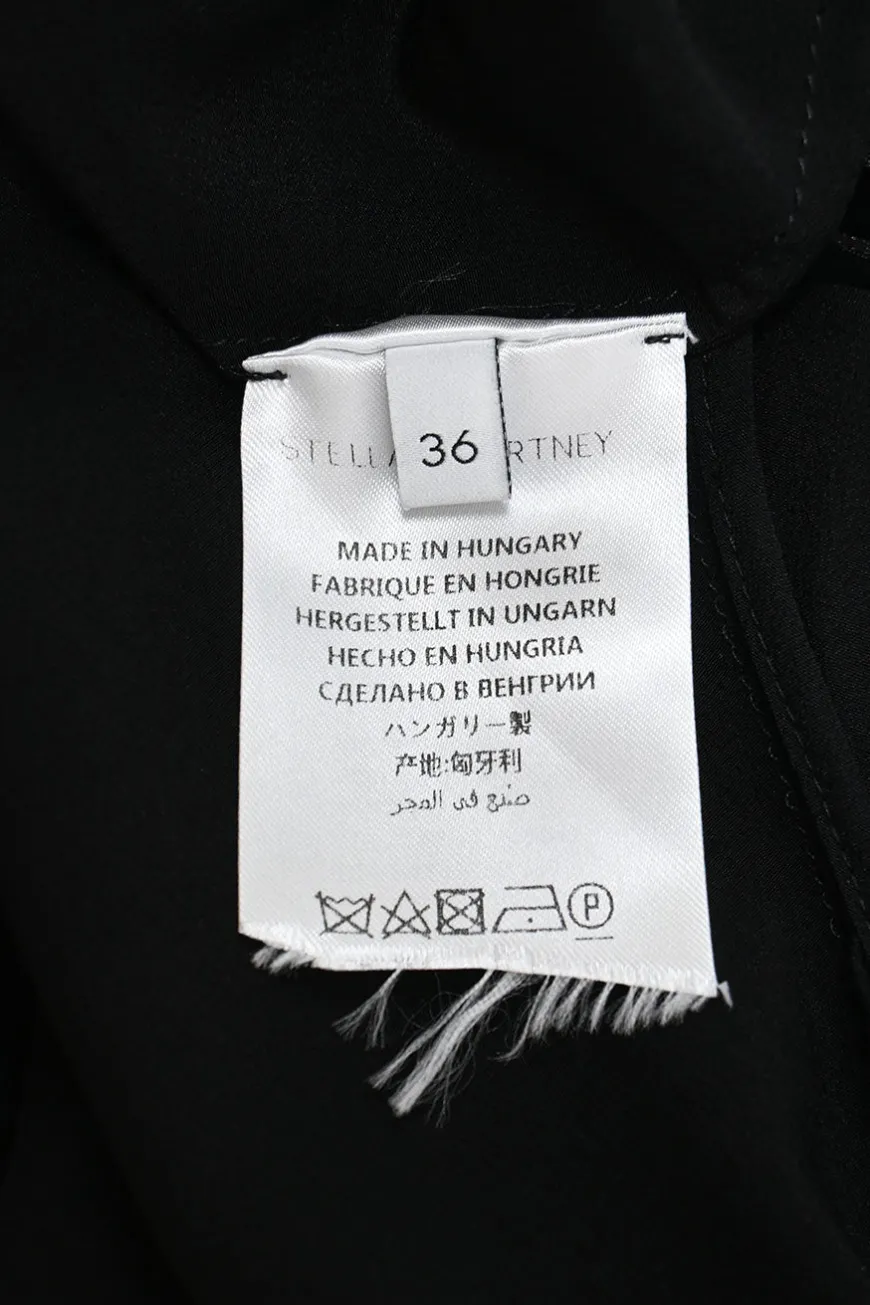 STELLA
36
RTNEY
MADE IN HUNGARY
FABRIQUE EN HONGRIE
HERGESTELLT IN UNGARN
HECHO EN HUNGRIA
СДЕЛАНО В ВЕНГРИИ
ハンガリー製
产地:匈牙利
صنع في المجر
P